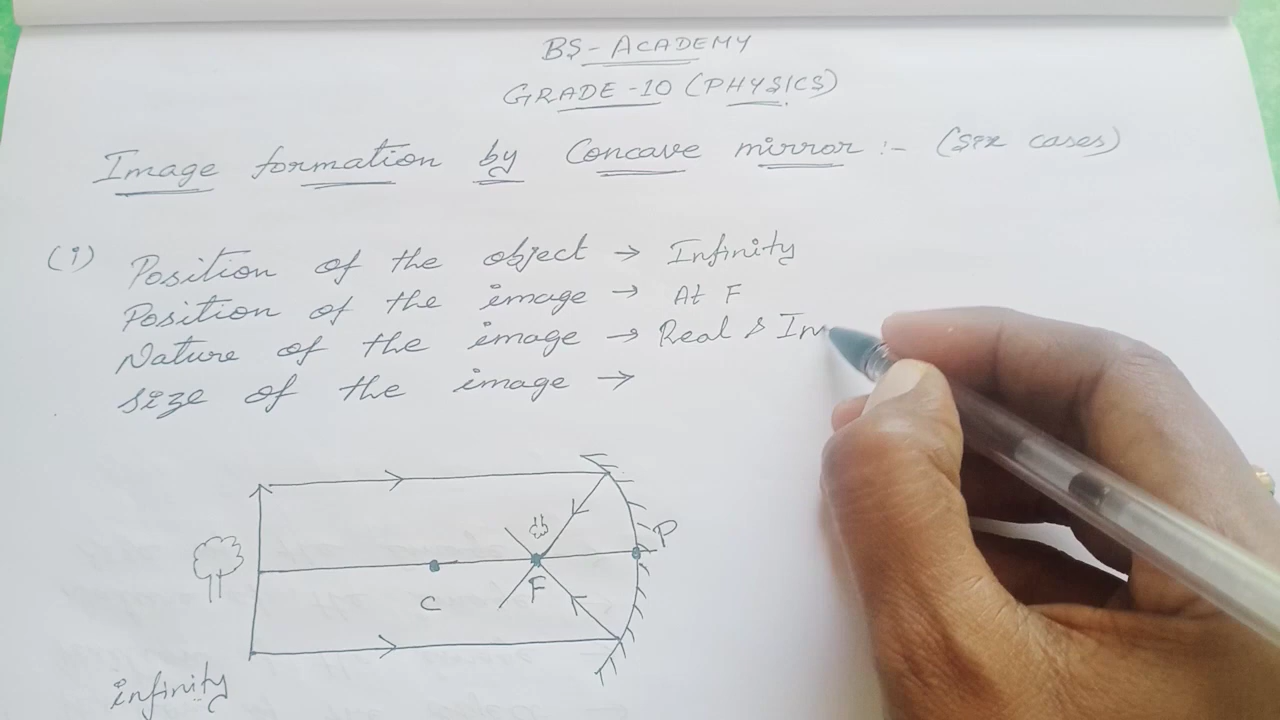 BS-ACADEMY
GRADE-10 (PHYSICS)
Image formation by Concave mirror :- (Six cases)
(i) Position of the object → Infinity
Position of the image → At F
Nature of the image → Real & Inv
size of the image →
P
C
F
infinity